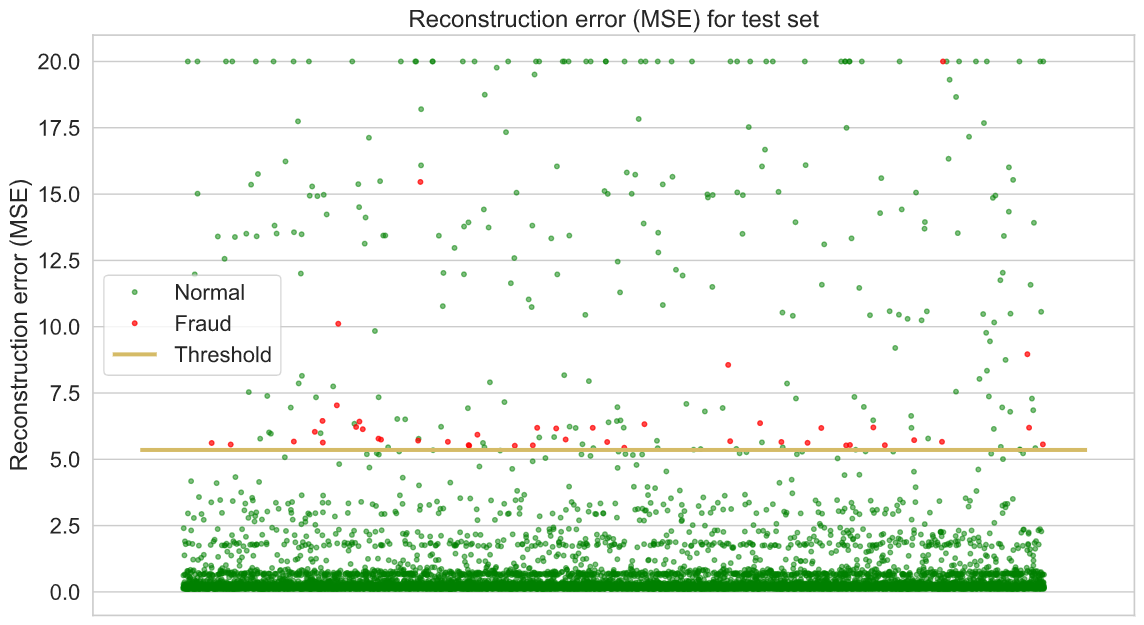 Reconstruction error (MSE) for test set
Reconstruction error (MSE)
20.0
17.5
15.0
12.5
10.0
7.5
5.0
2.5
0.0
Normal
Fraud
Threshold